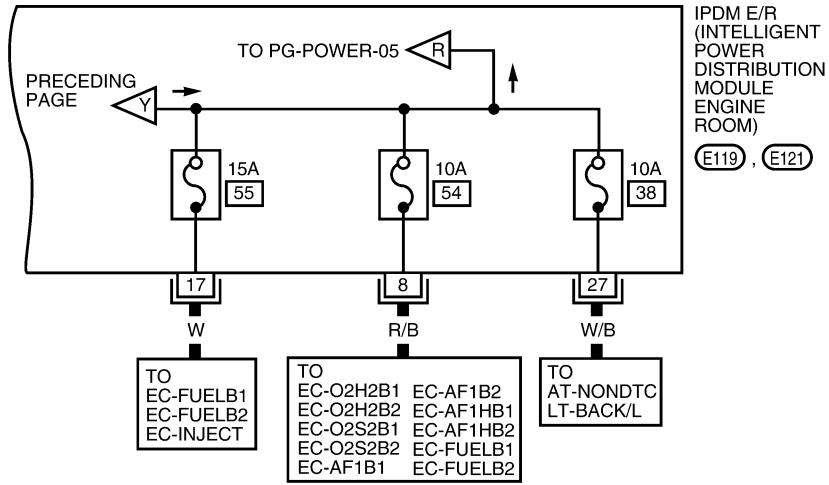 IPDM E/R
(INTELLIGENT
POWER
DISTRIBUTION
MODULE
ENGINE
ROOM)
E119 , E121
TO PG-POWER-05 R
PRECEDING
PAGE
Y
15A
55
10A
54
10A
38
17
8
27
W
R/B
W/B
TO
EC-FUELB1
EC-FUELB2
EC-INJECT
TO
EC-O2H2B1 EC-AF1B2
EC-O2H2B2 EC-AF1HB1
EC-O2S2B1 EC-AF1HB2
EC-O2S2B2 EC-FUELB1
EC-AF1B1 EC-FUELB2
TO
AT-NONDTC
LT-BACK/L